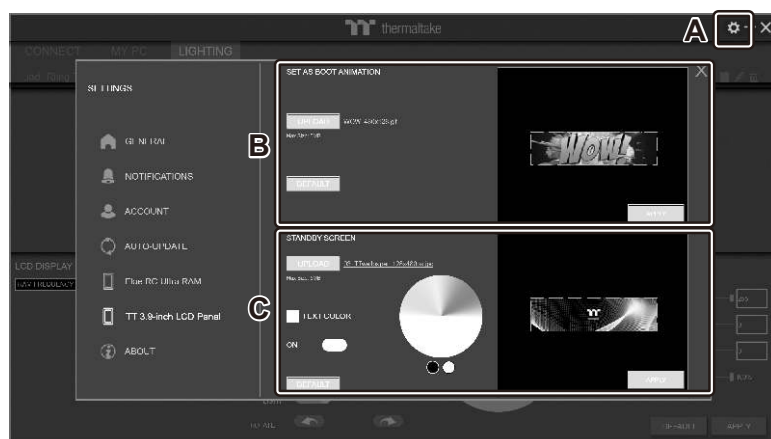 thermaltake
A
CONNECT MY PC LIGHTING
SETTINGS
GENERAL
NOTIFICATIONS
ACCOUNT
AUTO-UPDATE
TT 3.9-inch LCD Panel
ABOUT
B
SET AS BOOT ANIMATION
X
UPLOAD
DEFAULT
WOW!
APPLY
C
STANDBY SCREEN
UPLOAD
TEXT COLOR
ON
DEFAULT
APPLY
LCD DISPLAY
DEFAULT APPLY